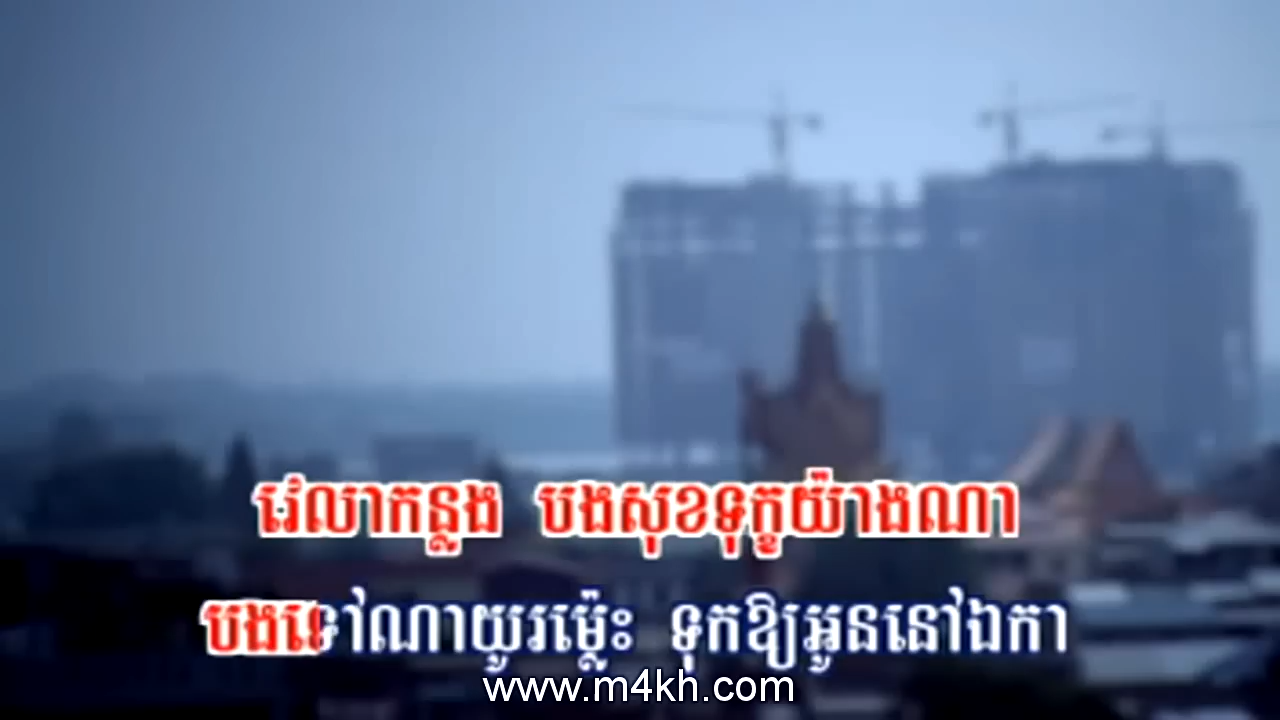 វេលាកន្លង បងសុខទុក្ខយ៉ាងណា
បងទៅណាយូរម្ល៉េះ ទុកឱ្យអូននៅឯកា
www.m4kh.com